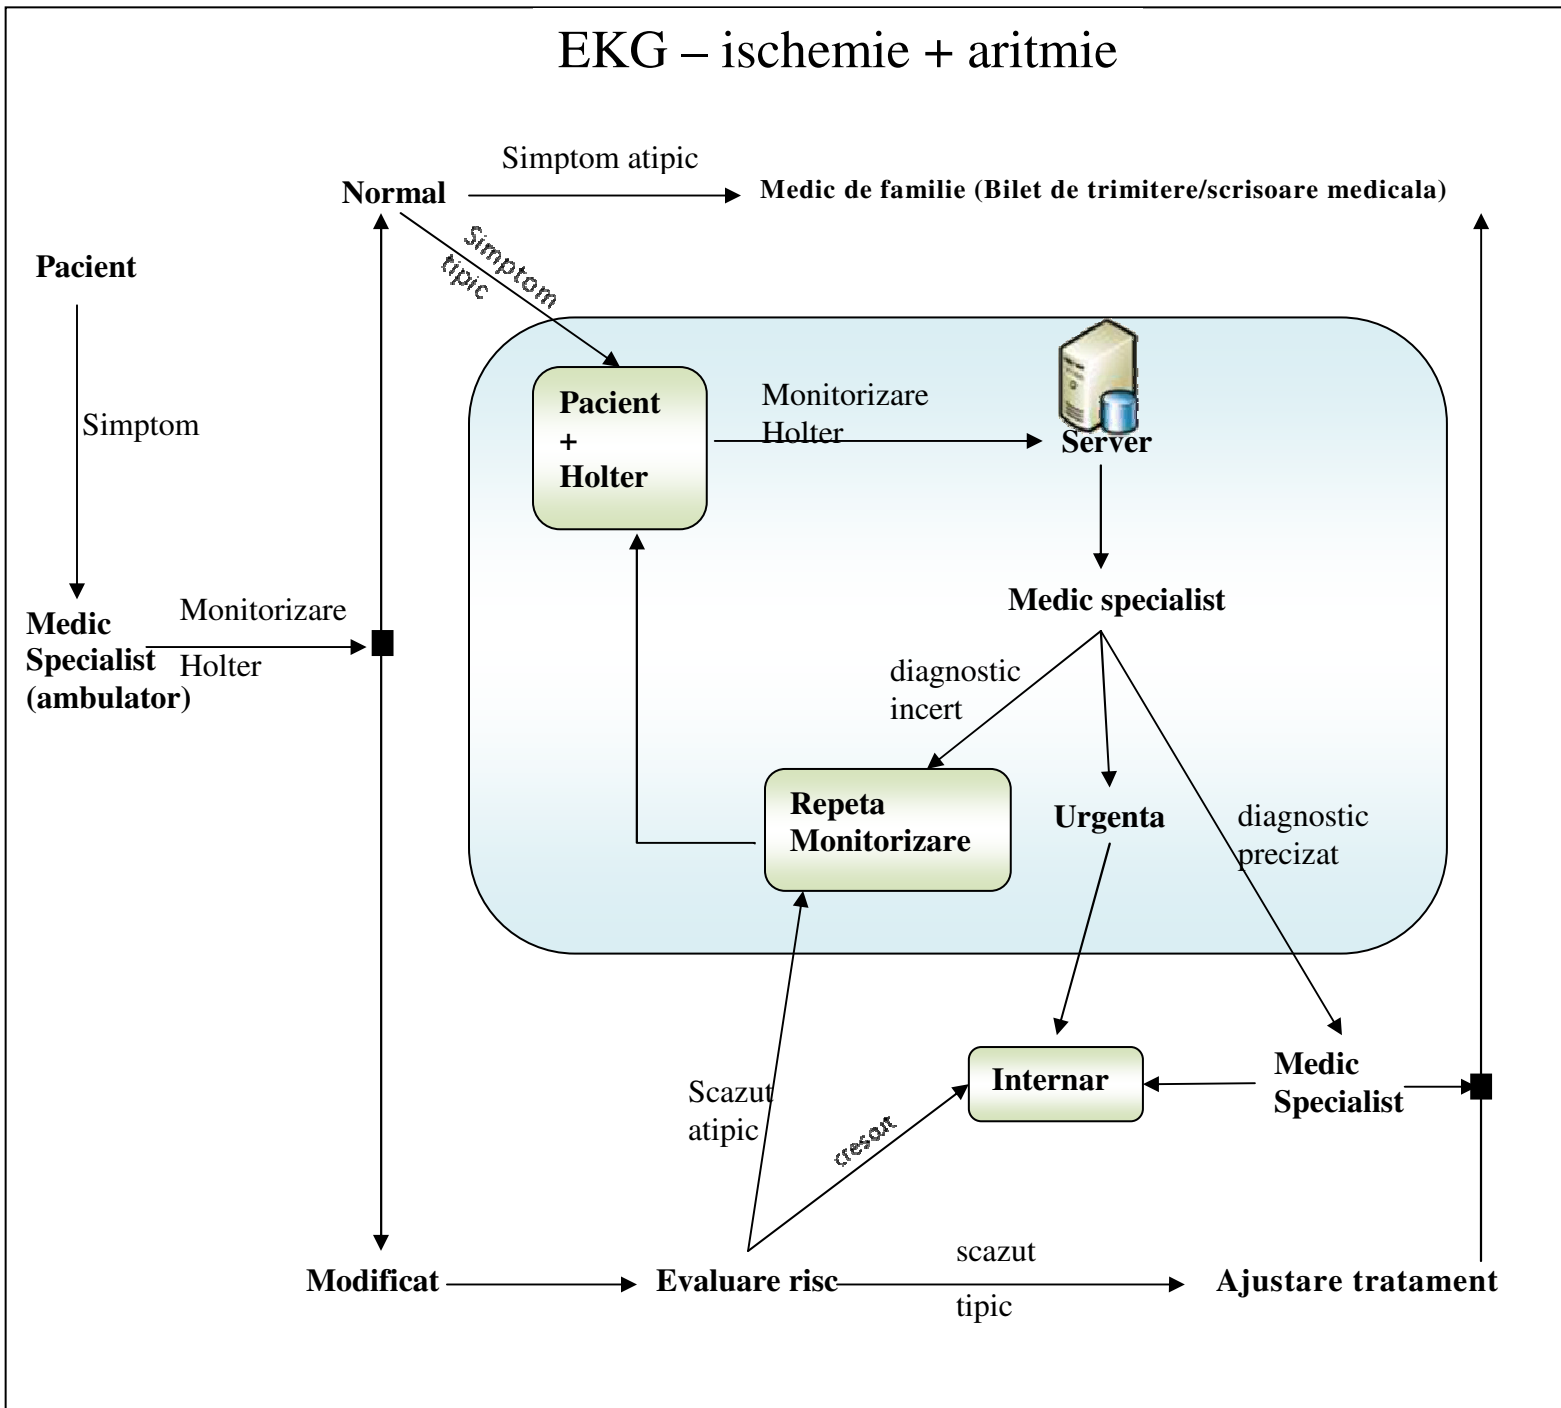 EKG – ischemie + aritmie
Simptom atipic
Normal
Medic de familie (Bilet de trimitere/scrisoare medicala)
Simptom
tipic
Pacient
Simptom
Pacient
+
Holter
Monitorizare
Holter
Server
Medic specialist
Medic
Specialist
(ambulator)
Monitorizare
Holter
diagnostic
incert
Repeta
Monitorizare
Urgenta
diagnostic
precizat
Scazut
atipic
crescut
Internar
Medic
Specialist
Modificat
Evaluare risc
scazut
tipic
Ajustare tratament